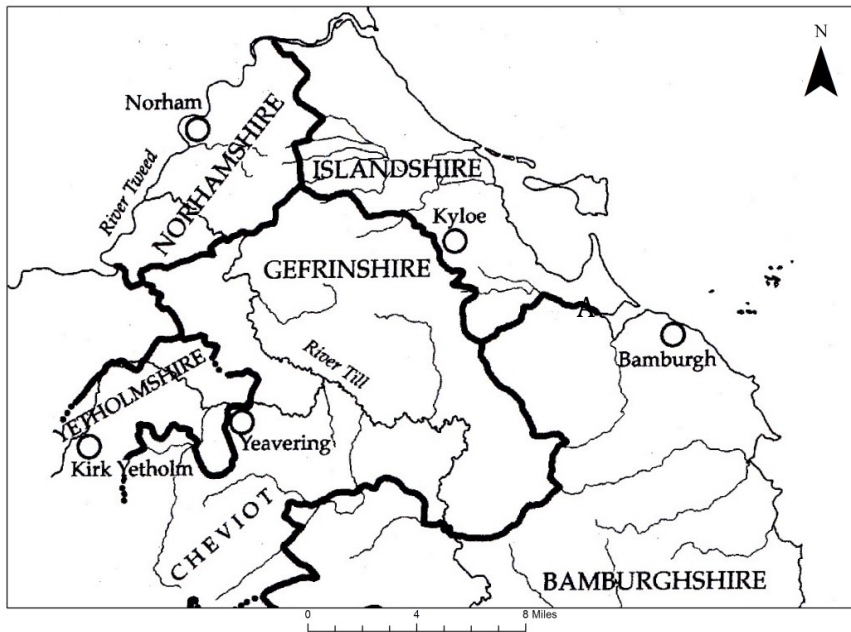 N
Norham
River Tweed
NORHAMSHIRE
ISLANDSHIRE
Kyloe
GEFRINSHIRE
A
Bamburgh
River Till
YETHOLMSHIRE
Yeavering
Kirk Yetholm
CHEVIOT
BAMBURGHSHIRE
0 4 8 Miles